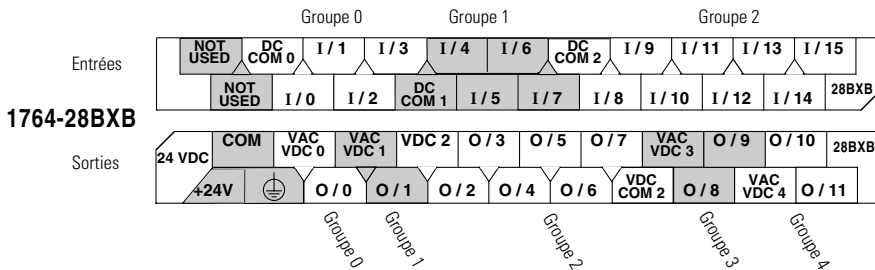 Groupe 0 Groupe 1 Groupe 2
Entrées
NOT USED DC COM 0 I / 1 I / 3 I / 4 I / 6 DC COM 2 I / 9 I / 11 I / 13 I / 15
NOT USED I / 0 I / 2 DC COM 1 I / 5 I / 7 I / 8 I / 10 I / 12 I / 14 28BXB
1764-28BXB
Sorties
24 VDC COM VAC VDC 0 VAC VDC 1 VDC 2 O / 3 O / 5 O / 7 VAC VDC 3 O / 9 O / 10 28BXB
+24V O / 0 O / 1 O / 2 O / 4 O / 6 VDC COM 2 O / 8 VAC VDC 4 O / 11
Groupe 0 Groupe 1 Groupe 2 Groupe 3 Groupe 4